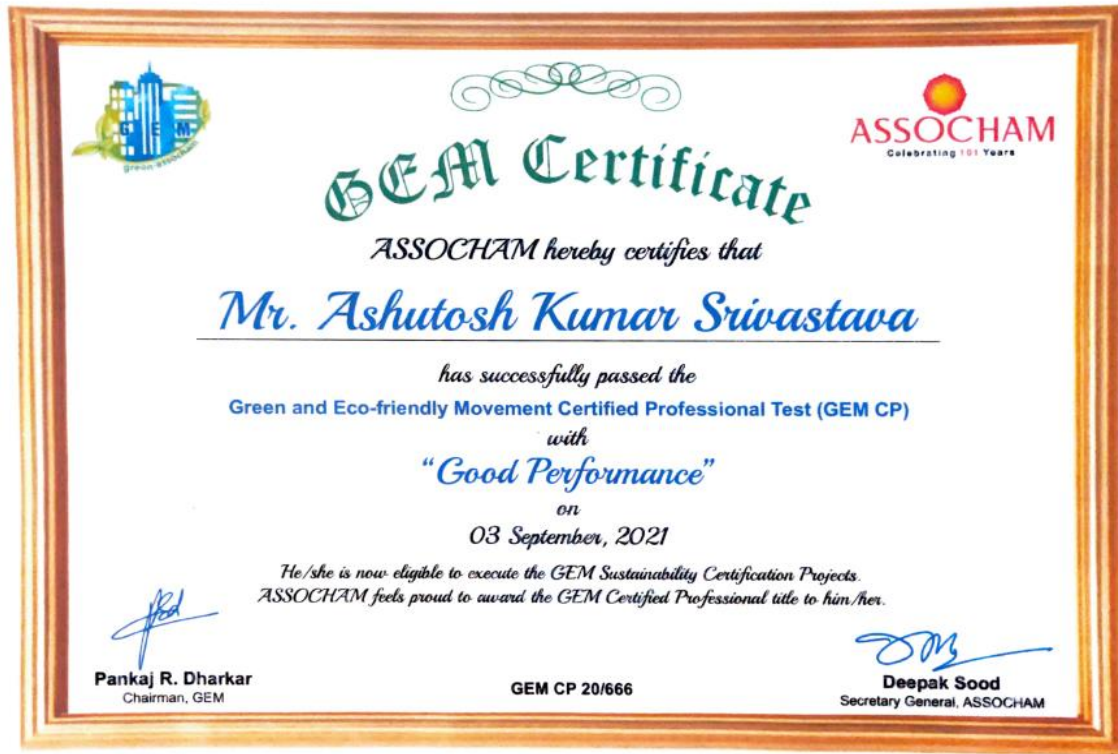 GEM
green-assocham
ASSOCHAM
Celebrating 101 Years
GEM Certificate
ASSOCHAM hereby certifies that
Mr. Ashutosh Kumar Srivastava
has successfully passed the
Green and Eco-friendly Movement Certified Professional Test (GEM CP)
with
“Good Performance”
on
03 September, 2021
He/she is now eligible to execute the GEM Sustainability Certification Projects.
ASSOCHAM feels proud to award the GEM Certified Professional title to him/her.
Pankaj R. Dharkar
Chairman, GEM
GEM CP 20/666
Deepak Sood
Secretary General, ASSOCHAM